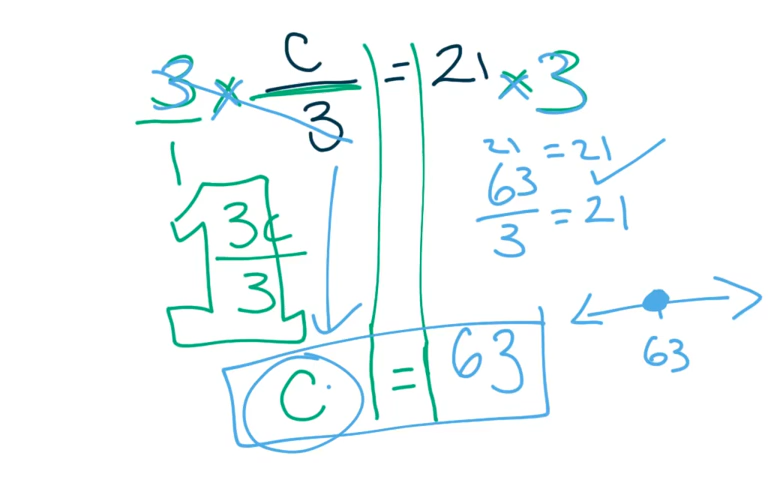 3 × C/3 = 21 × 3
1
3C/3
21 = 21 ✓
63/3 = 21
63
C = 63